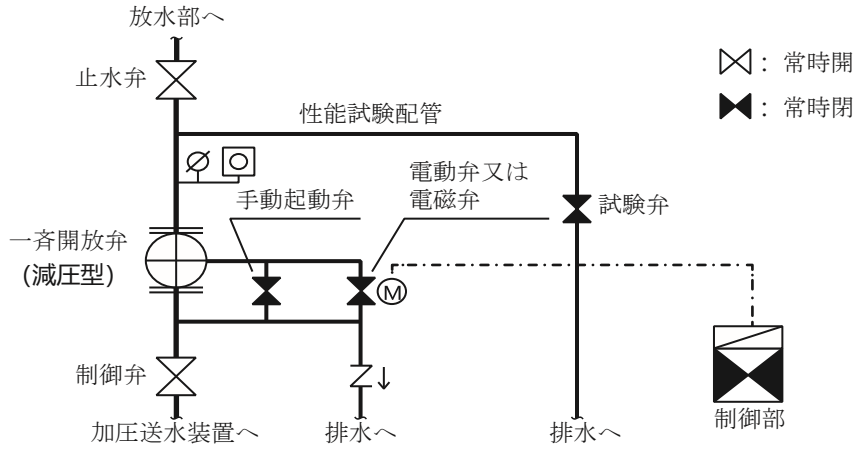 放水部へ
止水弁
性能試験配管
：常時開
：常時閉
電動弁又は
電磁弁
手動起動弁
試験弁
一斉開放弁
(減圧型)
M
制御弁
制御部
加圧送水装置へ
排水へ
排水へ